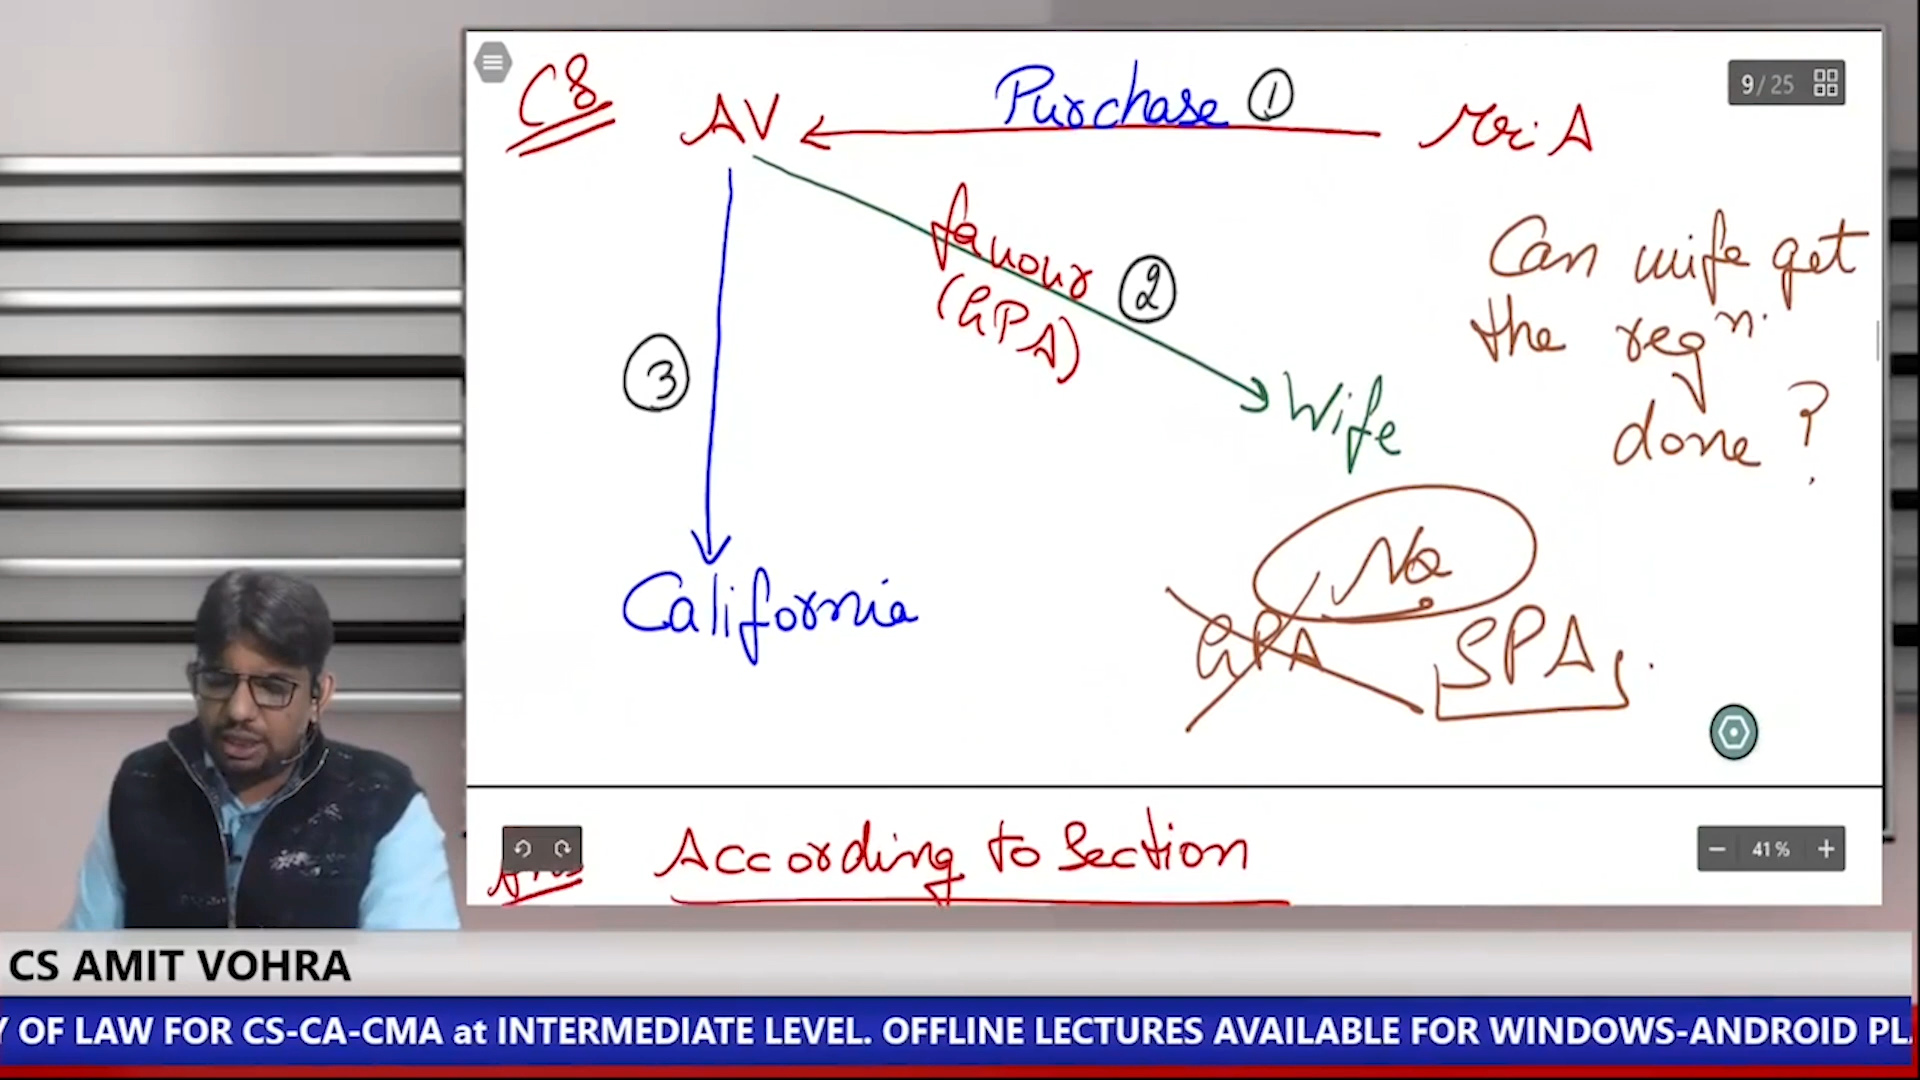 CS
AV
Purchase ①
Mr. A
9 / 25
favour
(GPA)
②
③
Wife
California
Can wife get
the regn.
done ?
No
GPA
SPA
Ans
According to Section
41 %
CS AMIT VOHRA
Y OF LAW FOR CS-CA-CMA at INTERMEDIATE LEVEL. OFFLINE LECTURES AVAILABLE FOR WINDOWS-ANDROID PL